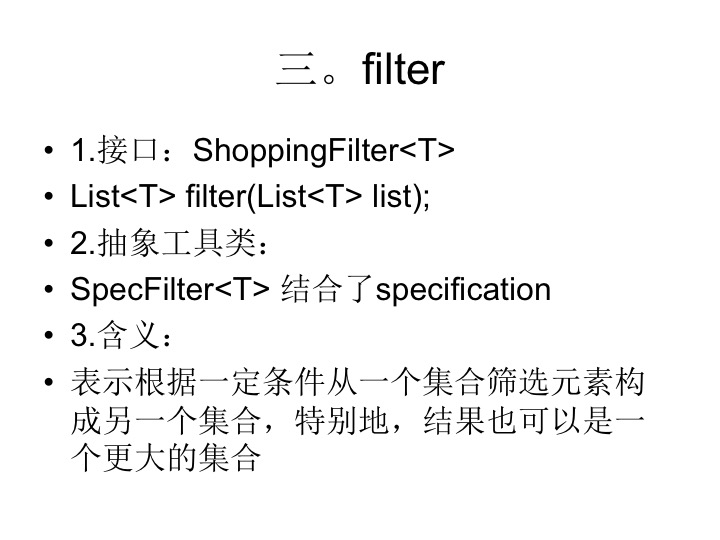 三。filter
• 1.接口：ShoppingFilter<T>
• List<T> filter(List<T> list);
• 2.抽象工具类：
• SpecFilter<T> 结合了specification
• 3.含义：
• 表示根据一定条件从一个集合筛选元素构
成另一个集合，特别地，结果也可以是一
个更大的集合